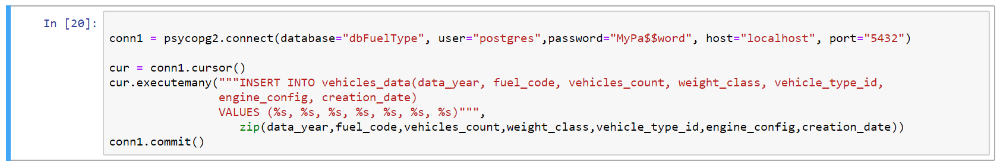 In [20]:
conn1 = psycopg2.connect(database="dbFuelType", user="postgres",password="MyPa$$word", host="localhost", port="5432")
cur = conn1.cursor()
cur.executemany("""INSERT INTO vehicles_data(data_year, fuel_code, vehicles_count, weight_class, vehicle_type_id,
engine_config, creation_date)
VALUES (%s, %s, %s, %s, %s, %s, %s)""",
zip(data_year,fuel_code,vehicles_count,weight_class,vehicle_type_id,engine_config,creation_date))
conn1.commit()